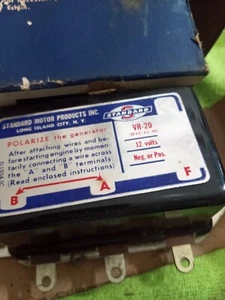 STANDARD MOTOR PRODUCTS INC.
LONG ISLAND CITY, N. Y.
STANDARD
POLARIZE the generator
After attaching wires and be-
fore starting engine by momen-
tarily connecting a wire across
the "A" and "B" terminals
(Read enclosed instructions)
VR-20
12 volts
Neg. or Pos.
B
A
F